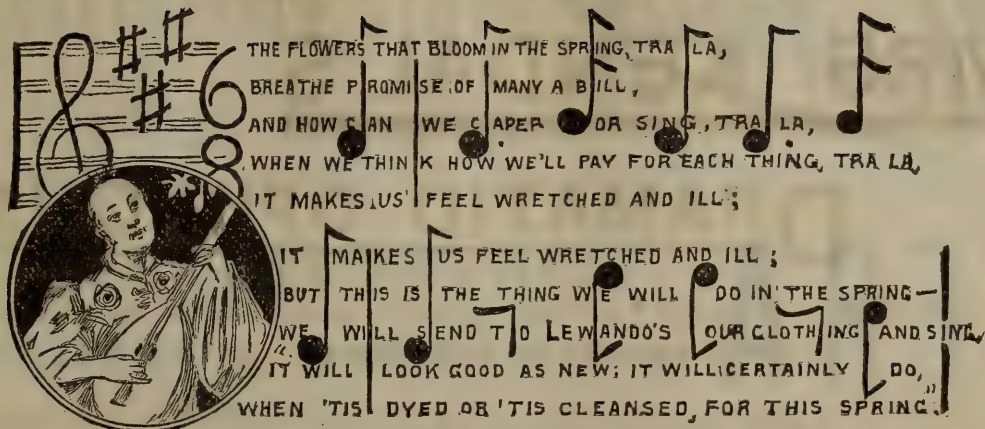 6
8
THE FLOWERS THAT BLOOM IN THE SPRING, TRA LA,
BREATHE PROMISE OF MANY A BILL,
AND HOW CAN WE CAPER OR SING, TRA LA,
WHEN WE THINK HOW WE'LL PAY FOR EACH THING, TRA LA,
IT MAKES US FEEL WRETCHED AND ILL;
IT MAKES US FEEL WRETCHED AND ILL;
BUT THIS IS THE THING WE WILL DO IN THE SPRING—
WE WILL SEND TO LEWANDO'S OUR CLOTHING AND SING,
"IT WILL LOOK GOOD AS NEW; IT WILL CERTAINLY DO,"
WHEN 'TIS DYED OR 'TIS CLEANSED, FOR THIS SPRING.